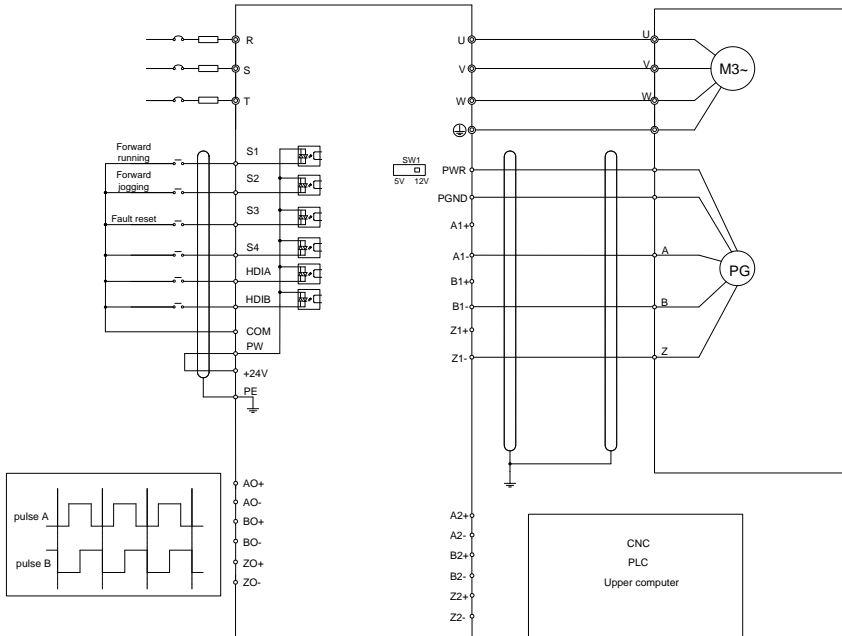 R
S
T
Forward
running
S1
Forward
jogging
S2
Fault reset
S3
S4
HDIA
HDIB
COM
PW
+24V
PE
pulse A
pulse B
AO+
AO-
BO+
BO-
ZO+
ZO-
U
V
W
SW1
5V 12V
PWR
PGND
A1+
A1-
B1+
B1-
Z1+
Z1-
A2+
A2-
B2+
B2-
Z2+
Z2-
U
V
W
M3~
A
B
Z
PG
CNC
PLC
Upper computer